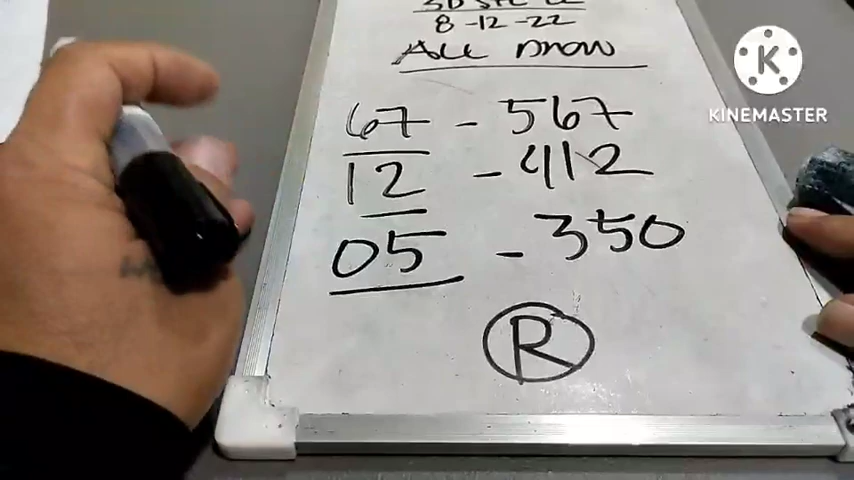 8-12-22
ALL DRAW
67 - 567
12 - 412
05 - 350
R
K
KINEMASTER